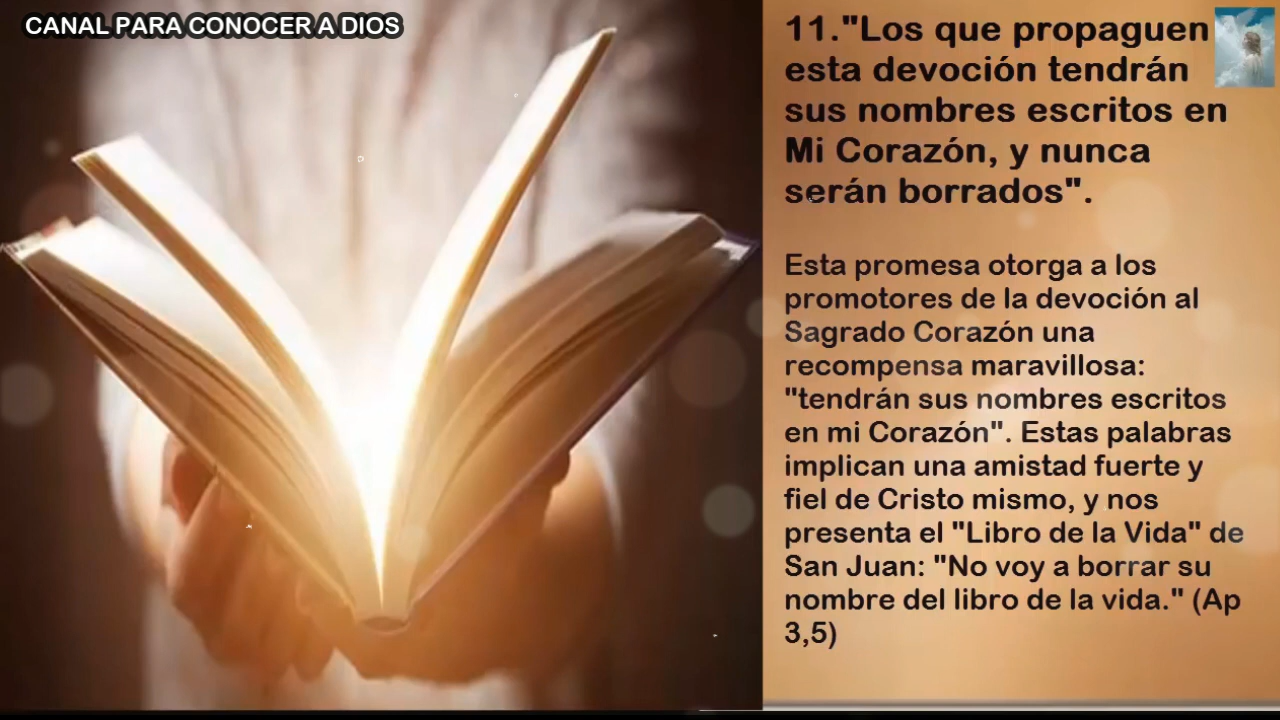 CANAL PARA CONOCER A DIOS
11."Los que propaguen
esta devoción tendrán
sus nombres escritos en
Mi Corazón, y nunca
serán borrados".
Esta promesa otorga a los
promotores de la devoción al
Sagrado Corazón una
recompensa maravillosa:
"tendrán sus nombres escritos
en mi Corazón". Estas palabras
implican una amistad fuerte y
fiel de Cristo mismo, y nos
presenta el "Libro de la Vida" de
San Juan: "No voy a borrar su
nombre del libro de la vida." (Ap
3,5)